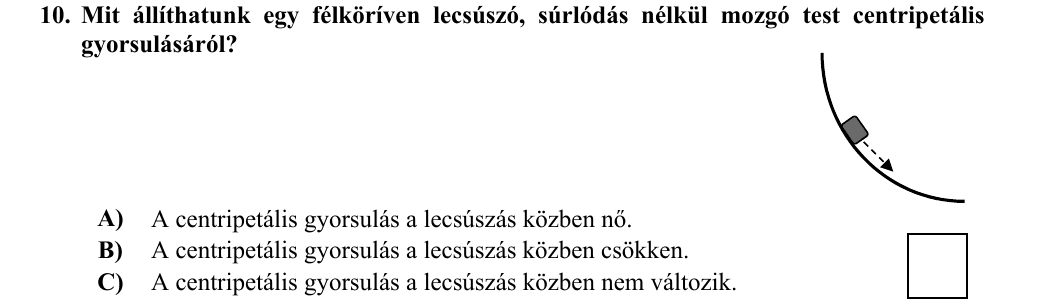 10. Mit állíthatunk egy félköríven lecsúszó, súrlódás nélkül mozgó test centripetális
gyorsulásáról?
A) A centripetális gyorsulás a lecsúszás közben nő.
B) A centripetális gyorsulás a lecsúszás közben csökken.
C) A centripetális gyorsulás a lecsúszás közben nem változik.